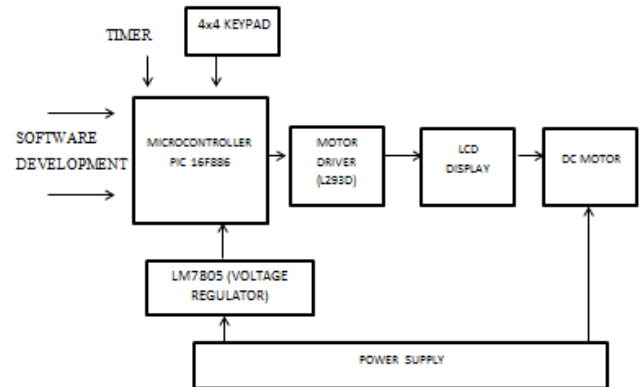 4x4 KEYPAD
TIMER
SOFTWARE
DEVELOPMENT
MICROCONTROLLER
PIC 16F886
MOTOR
DRIVER
(L293D)
LCD
DISPLAY
DC MOTOR
LM7805 (VOLTAGE
REGULATOR)
POWER SUPPLY